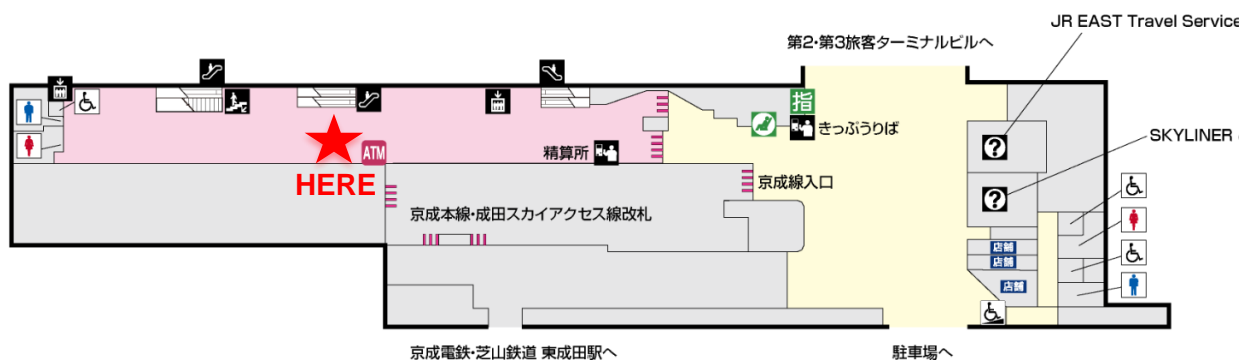 JR EAST Travel Service
第2・第3旅客ターミナルビルへ
指
きっぷうりば
SKYLINER
ATM
精算所
HERE
京成線入口
京成本線・成田スカイアクセス線改札
店舗
店舗
店舗
京成電鉄・芝山鉄道 東成田駅へ
駐車場へ